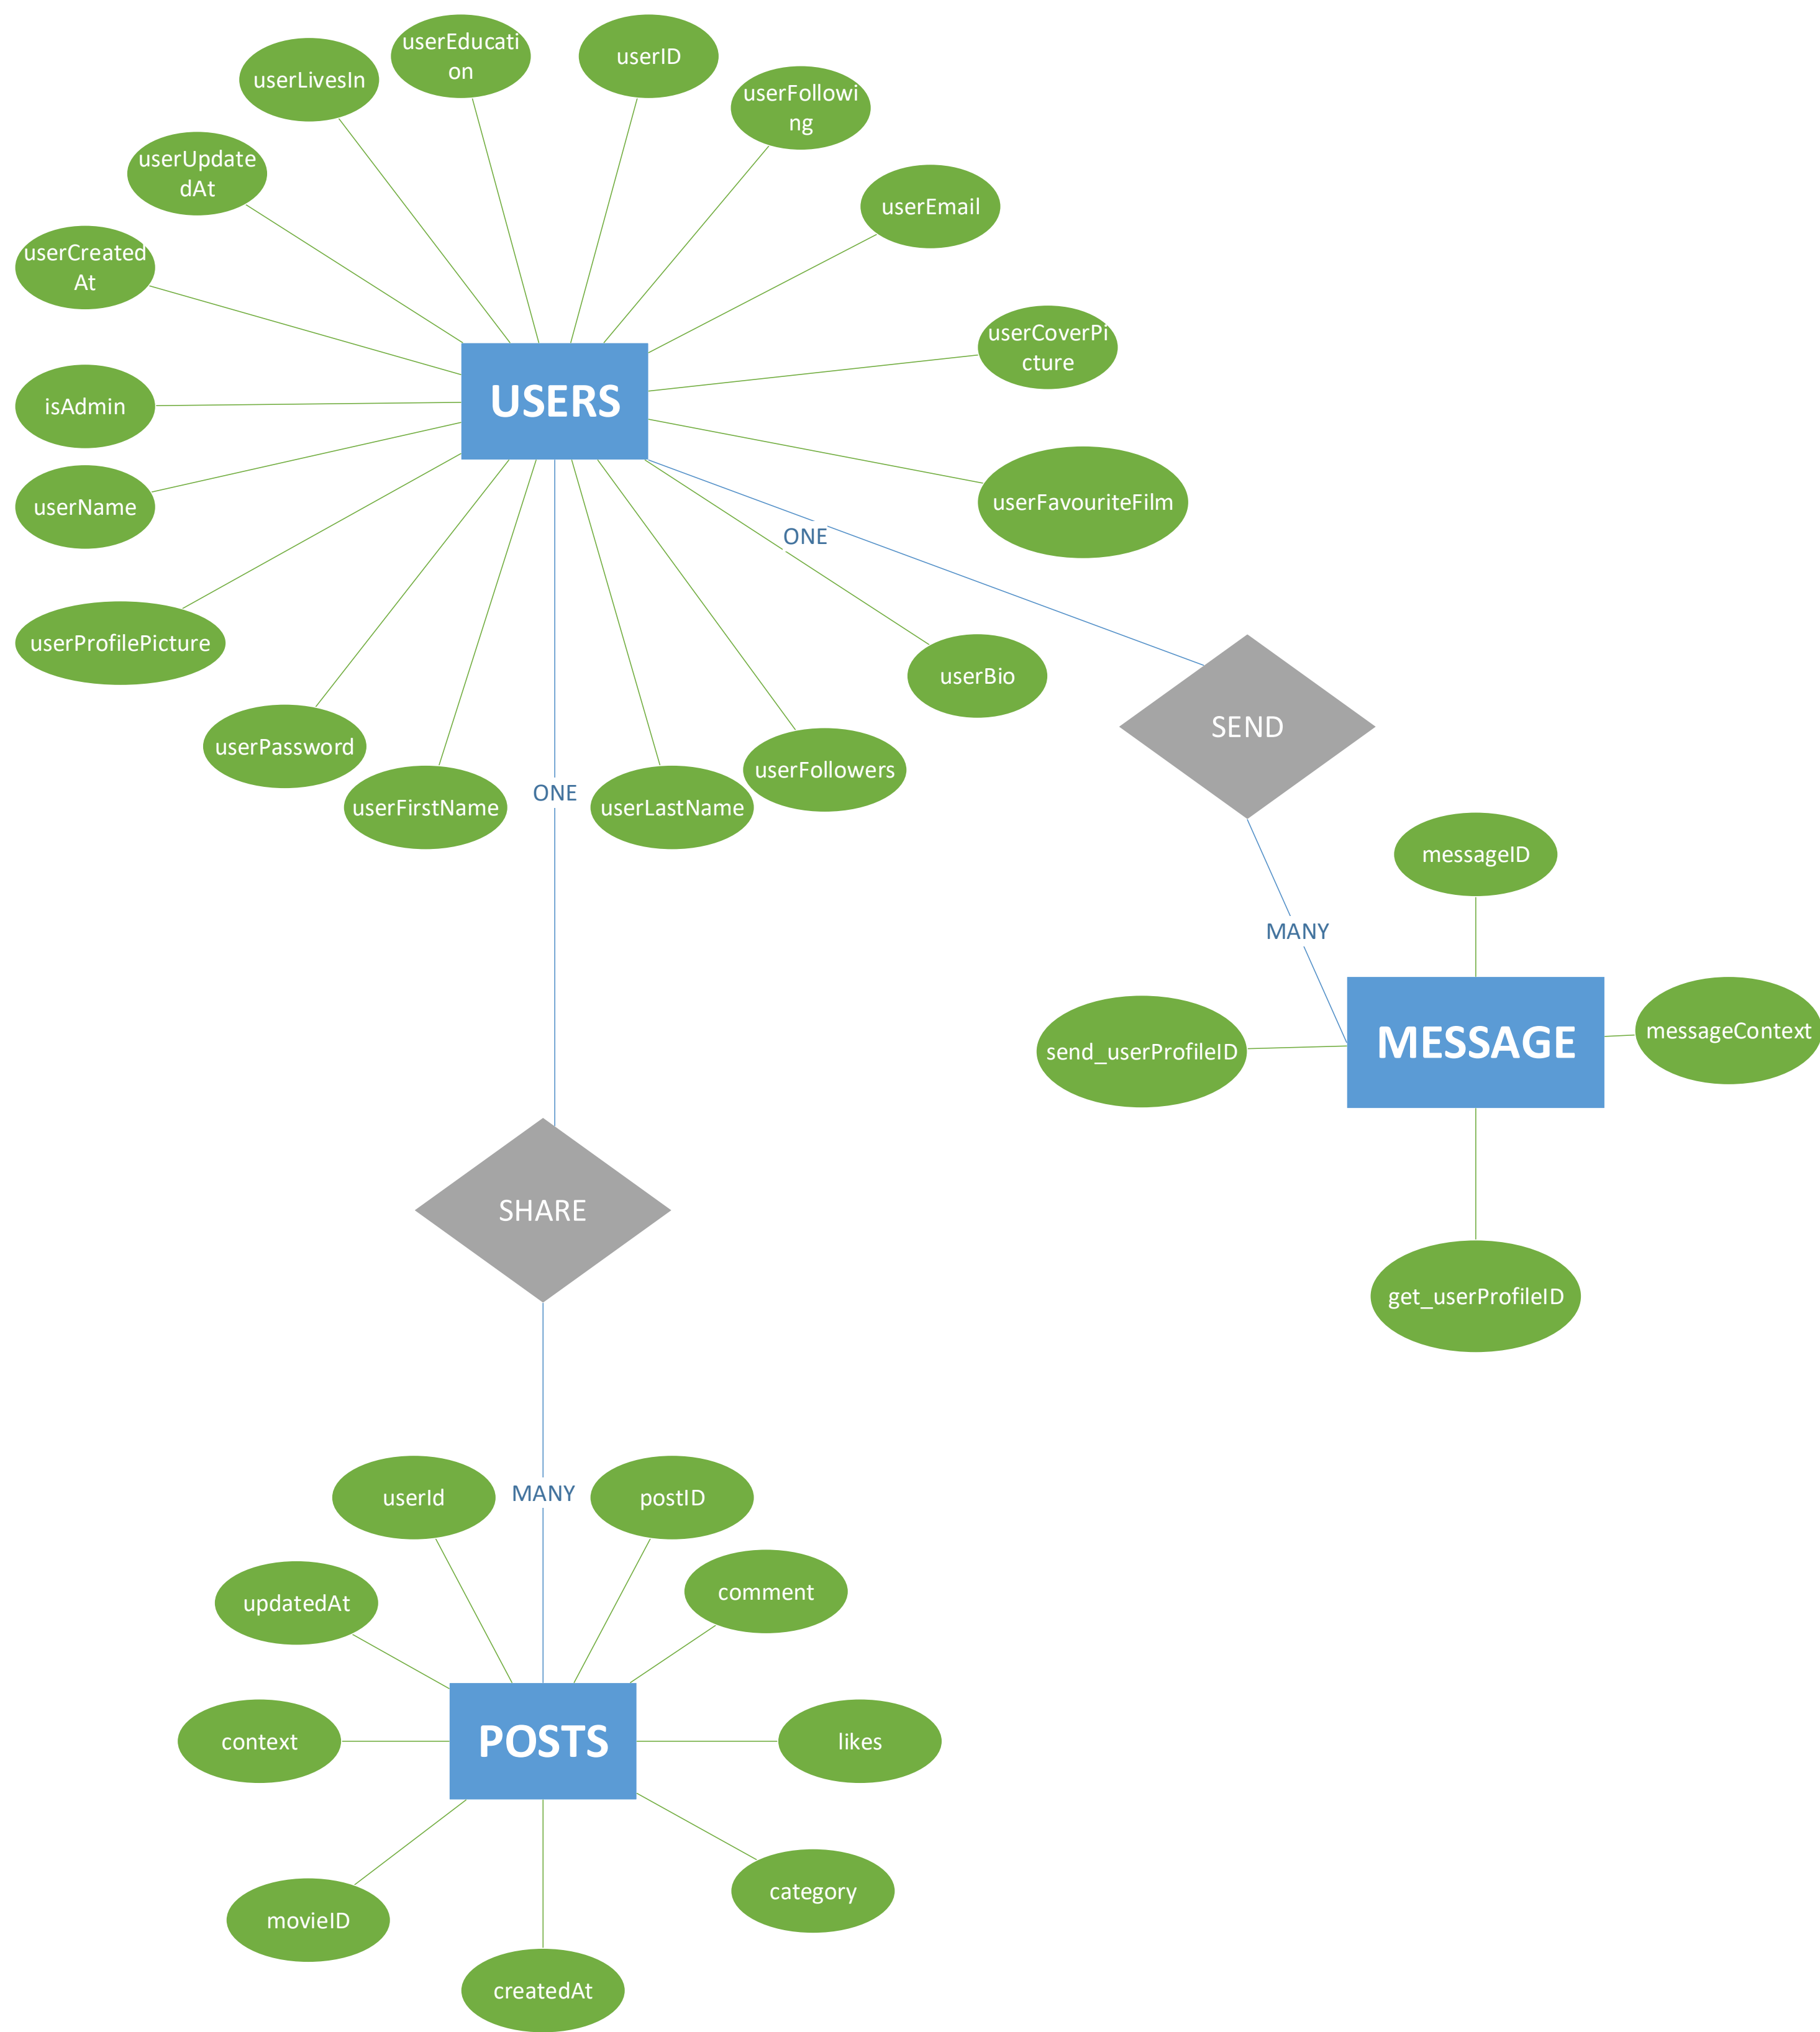 userEducati
on
userID
userLivesIn
userFollowi
ng
userUpdate
dAt
userEmail
userCreated
At
userCoverPi
cture
isAdmin
USERS
userName
userFavouriteFilm
ONE
userProfilePicture
userBio
SEND
userPassword
userFollowers
ONE
userFirstName
userLastName
messageID
MANY
send_userProfileID
MESSAGE
messageContext
SHARE
get_userProfileID
userId
MANY
postID
updatedAt
comment
context
POSTS
likes
category
movieID
createdAt